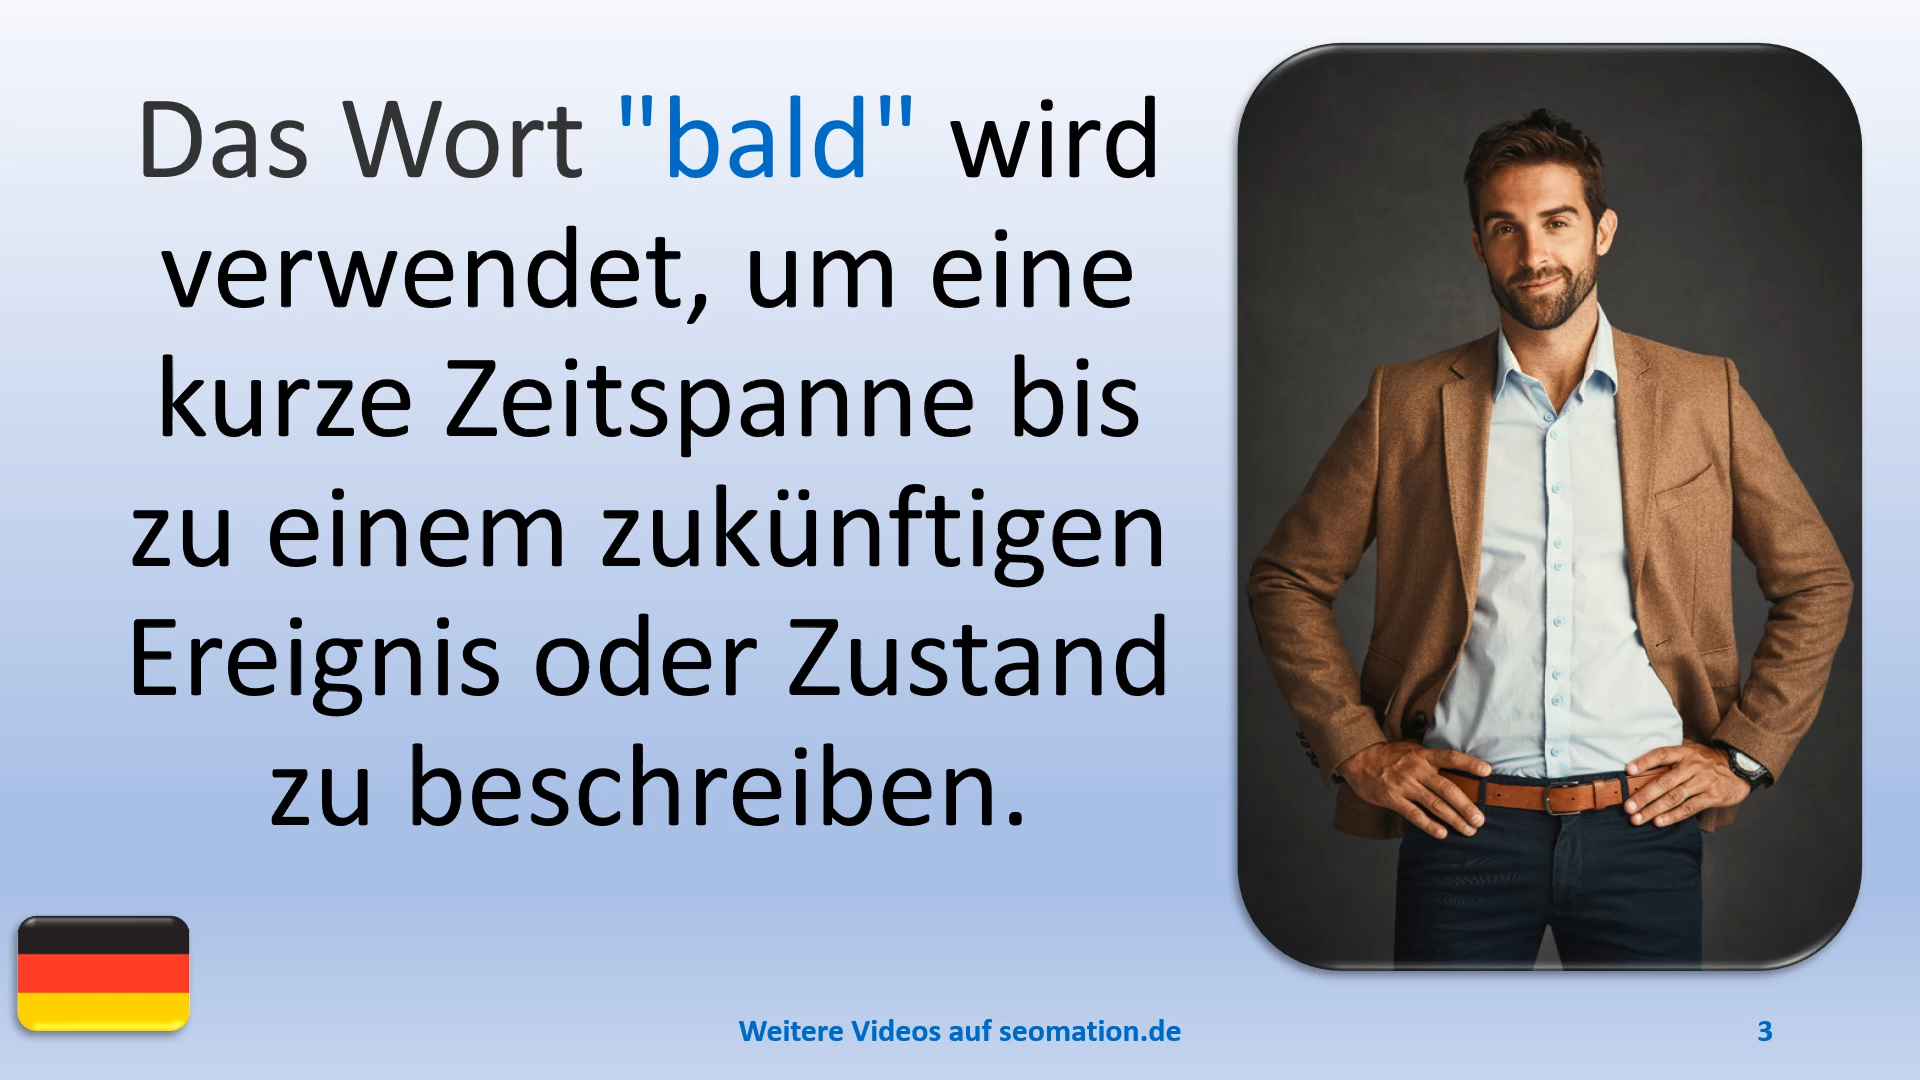 Das Wort "bald" wird
verwendet, um eine
kurze Zeitspanne bis
zu einem zukünftigen
Ereignis oder Zustand
zu beschreiben.
Weitere Videos auf seomation.de
3